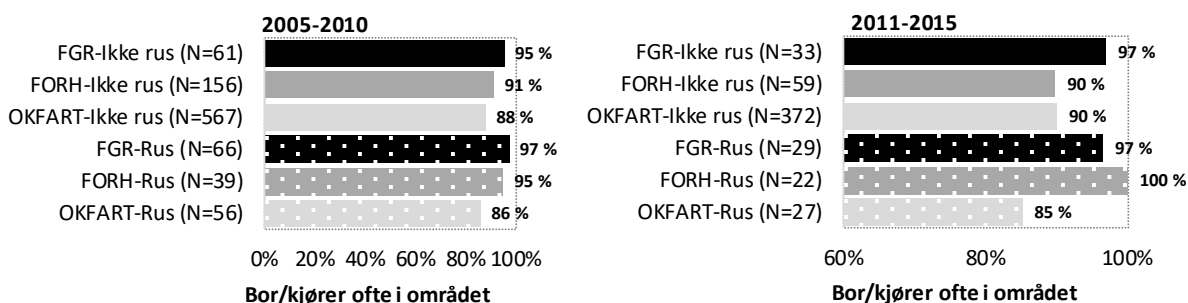 2005-2010
FGR-Ikke rus (N=61) 95 %
FORH-Ikke rus (N=156) 91 %
OKFART-Ikke rus (N=567) 88 %
FGR-Rus (N=66) 97 %
FORH-Rus (N=39) 95 %
OKFART-Rus (N=56) 86 %
0% 20% 40% 60% 80% 100%
Bor/kjører ofte i området
2011-2015
FGR-Ikke rus (N=33) 97 %
FORH-Ikke rus (N=59) 90 %
OKFART-Ikke rus (N=372) 90 %
FGR-Rus (N=29) 97 %
FORH-Rus (N=22) 100 %
OKFART-Rus (N=27) 85 %
60% 80% 100%
Bor/kjører ofte i området